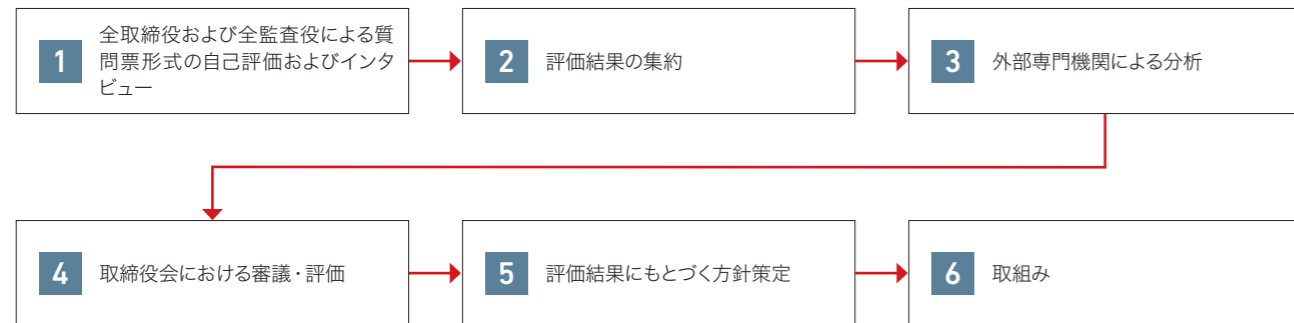 1
全取締役および全監査役による質
問票形式の自己評価およびインタ
ビュー
2
評価結果の集約
3
外部専門機関による分析
4
取締役会における審議・評価
5
評価結果にもとづく方針策定
6
取組み